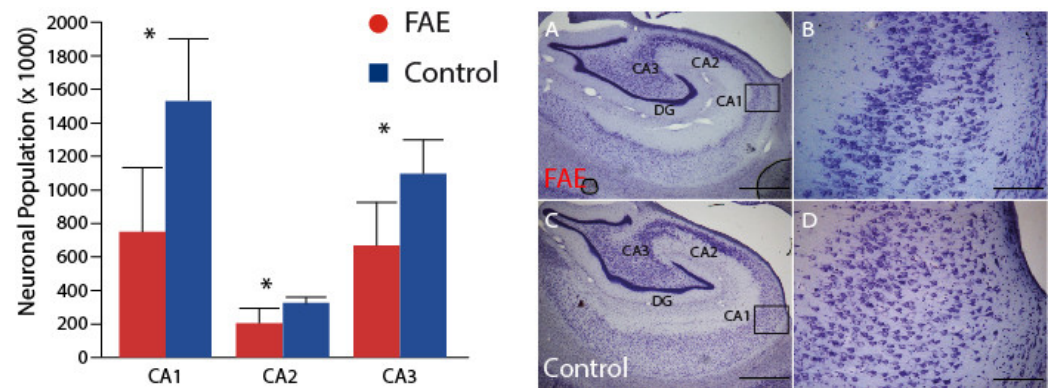 Neuronal Population (x 1000)
2000
1800
1600
1400
1200
1000
800
600
400
200
0
*
*
*
FAE
Control
CA1
CA2
CA3
A
CA3
CA2
CA1
DG
FAE
B
C
CA3
CA2
DG
CA1
Control
D